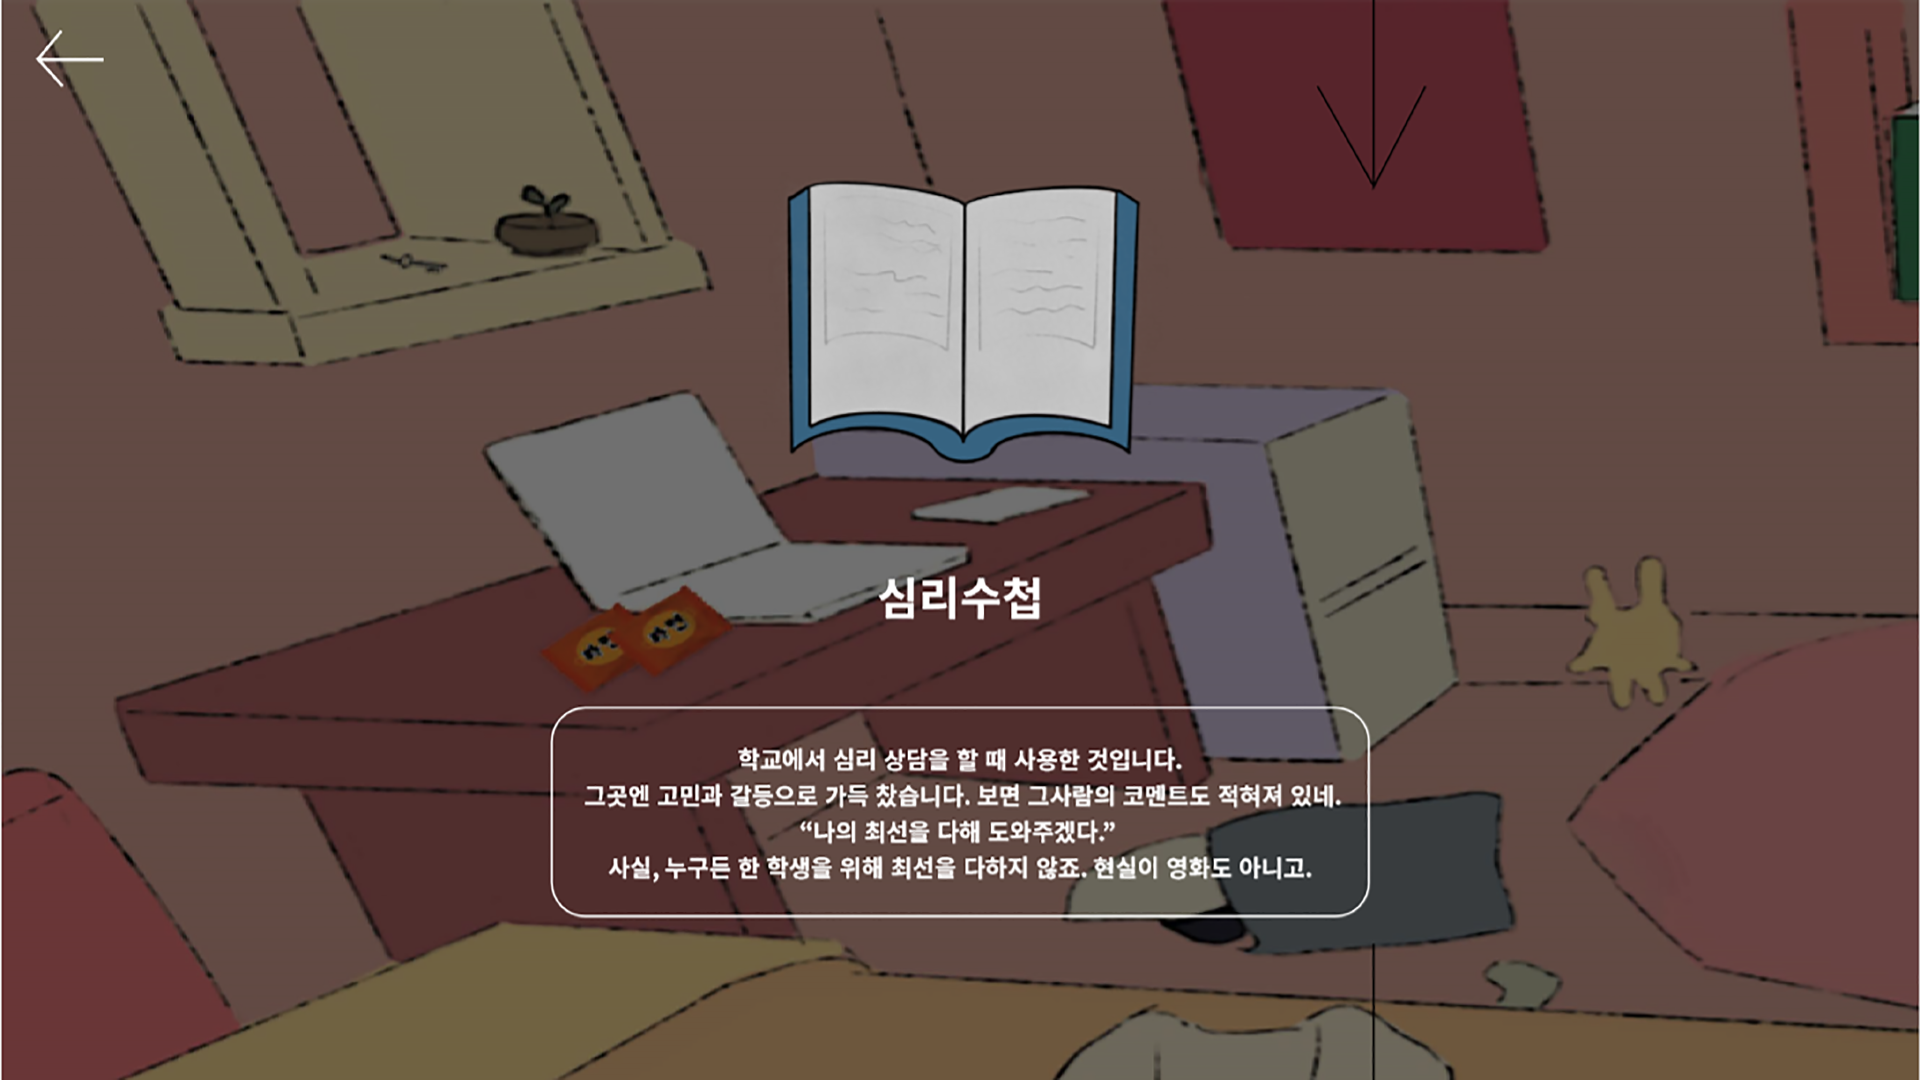 심리수첩
라면
학교에서 심리 상담을 할 때 사용한 것입니다.
그곳엔 고민과 갈등으로 가득 찼습니다. 보면 그사람의 코멘트도 적혀져 있네.
“나의 최선을 다해 도와주겠다.”
사실, 누구든 한 학생을 위해 최선을 다하지 않죠. 현실이 영화도 아니고.